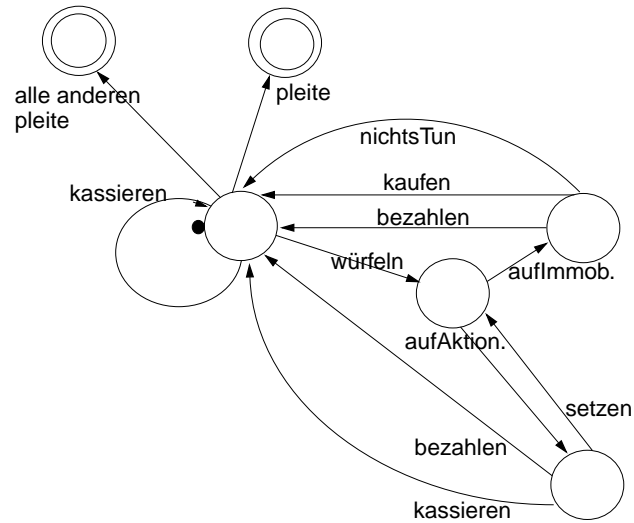 alle anderen
pleite
pleite
nichtsTun
kassieren
kaufen
bezahlen
würfeln
aufImmob.
aufAktion.
setzen
bezahlen
kassieren